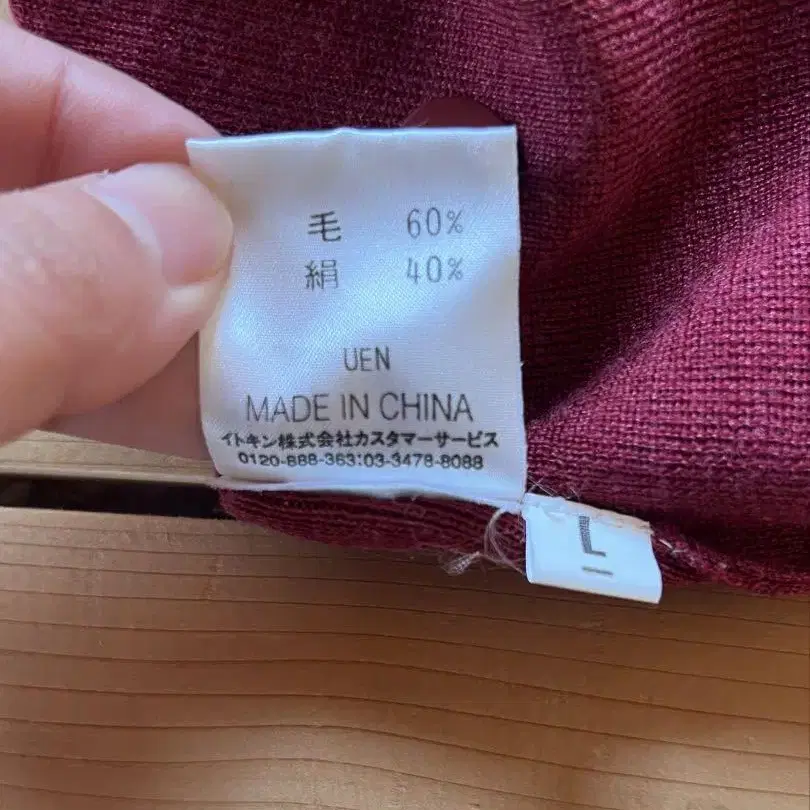 毛 60%
絹 40%
UEN
MADE IN CHINA
イトキン株式会社カスタマーサービス
0120-888-363:03-3478-8088
L